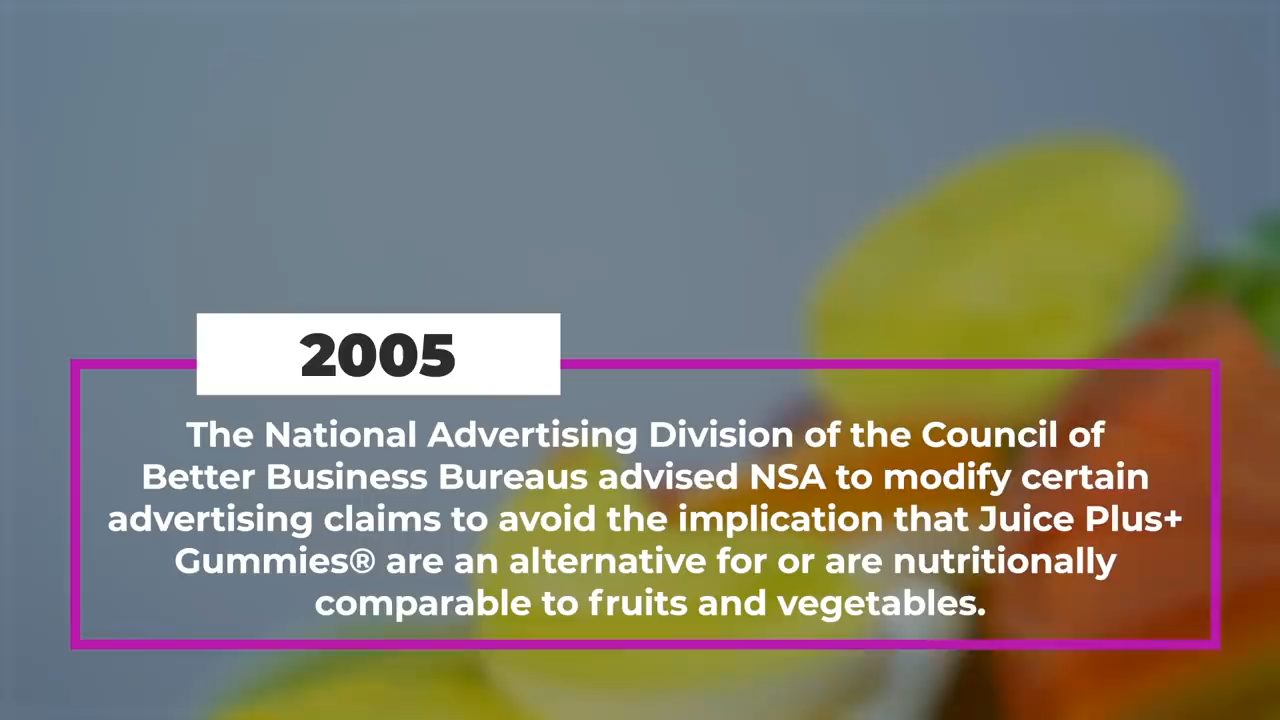 2005
The National Advertising Division of the Council of
Better Business Bureaus advised NSA to modify certain
advertising claims to avoid the implication that Juice Plus+
Gummies® are an alternative for or are nutritionally
comparable to fruits and vegetables.